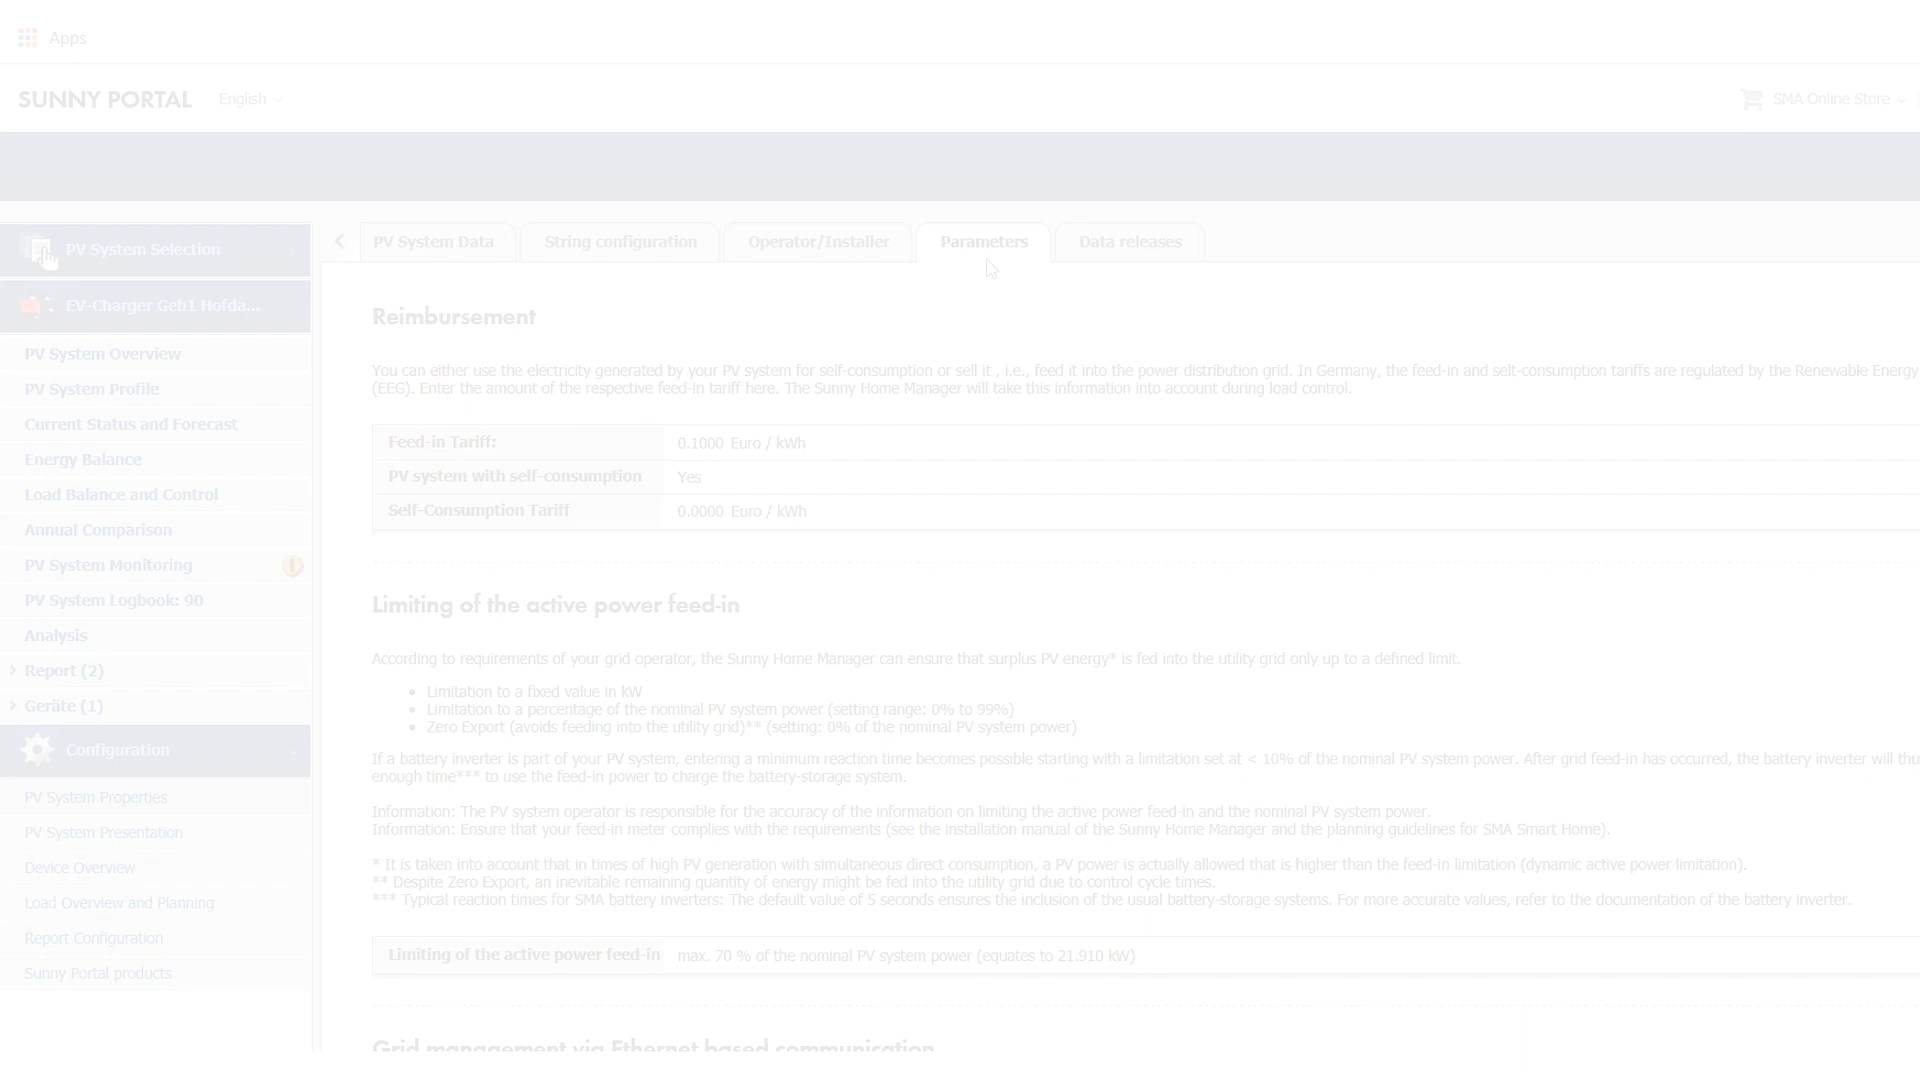 Apps
SUNNY PORTAL
English
SMA Online Store
PV System Selection
EV-Charger Geb1 Hofda...
PV System Overview
PV System Profile
Current Status and Forecast
Energy Balance
Load Balance and Control
Annual Comparison
PV System Monitoring
PV System Logbook: 90
Analysis
Report (2)
Geräte (1)
Configuration
PV System Properties
PV System Presentation
Device Overview
Load Overview and Planning
Report Configuration
Sunny Portal products
PV System Data
String configuration
Operator/Installer
Parameters
Data releases
Reimbursement
You can either use the electricity generated by your PV system for self-consumption or sell it , i.e., feed it into the power distribution grid. In Germany, the feed-in and selt-consumption tariffs are regulated by the Renewable Energy
(EEG). Enter the amount of the respective feed-in tariff here. The Sunny Home Manager will take this information into account during load control.
Feed-in Tariff: 0.1000 Euro / kWh
PV system with self-consumption Yes
Self-Consumption Tariff 0.0000 Euro / kWh
Limiting of the active power feed-in
According to requirements of your grid operator, the Sunny Home Manager can ensure that surplus PV energy* is fed into the utility grid only up to a defined limit.
• Limitation to a fixed value in kW
• Limitation to a percentage of the nominal PV system power (setting range: 0% to 99%)
• Zero Export (avoids feeding into the utility grid)** (setting: 0% of the nominal PV system power)
If a battery inverter is part of your PV system, entering a minimum reaction time becomes possible starting with a limitation set at < 10% of the nominal PV system power. After grid feed-in has occurred, the battery inverter will thu
enough time*** to use the feed-in power to charge the battery-storage system.
Information: The PV system operator is responsible for the accuracy of the information on limiting the active power feed-in and the nominal PV system power.
Information: Ensure that your feed-in meter complies with the requirements (see the installation manual of the Sunny Home Manager and the planning guidelines for SMA Smart Home).
* It is taken into account that in times of high PV generation with simultaneous direct consumption, a PV power is actually allowed that is higher than the feed-in limitation (dynamic active power limitation).
** Despite Zero Export, an inevitable remaining quantity of energy might be fed into the utility grid due to control cycle times.
*** Typical reaction times for SMA battery inverters: The default value of 5 seconds ensures the inclusion of the usual battery-storage systems. For more accurate values, refer to the documentation of the battery inverter.
Limiting of the active power feed-in max. 70 % of the nominal PV system power (equates to 21.910 kW)
Grid management via Ethernet based communication